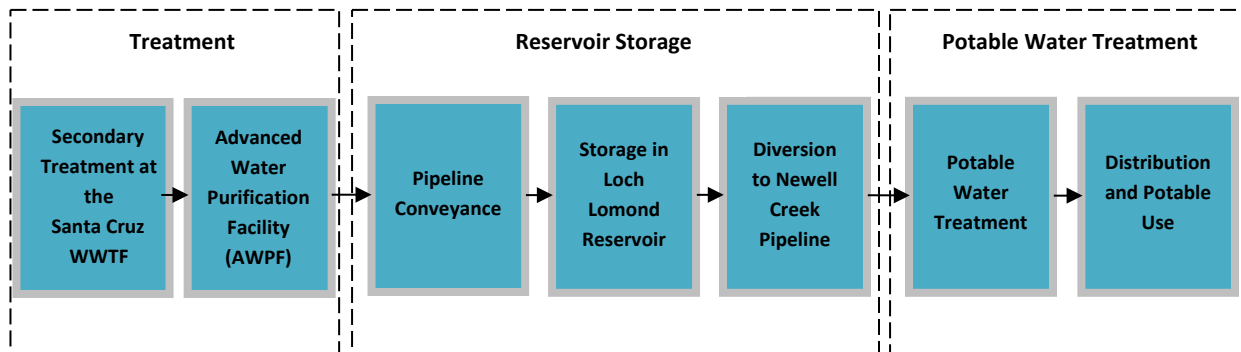 Treatment
Secondary
Treatment at
the
Santa Cruz
WWTF
Advanced
Water
Purification
Facility
(AWPF)
Reservoir Storage
Pipeline
Conveyance
Storage in
Loch
Lomond
Reservoir
Diversion
to Newell
Creek
Pipeline
Potable Water Treatment
Potable
Water
Treatment
Distribution
and Potable
Use